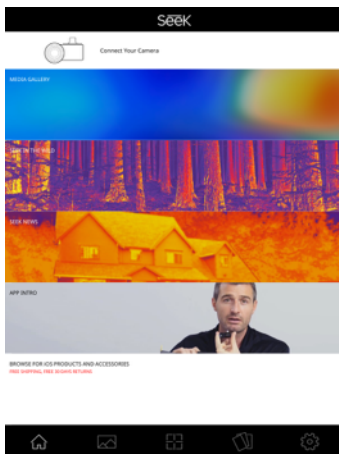 Seek
Connect Your Camera
MEDIA GALLERY
SEEK IN THE WILD
SEEK NEWS
APP INTRO
BROWSE FOR IOS PRODUCTS AND ACCESSORIES
FREE SHIPPING, FREE 30 DAYS RETURNS